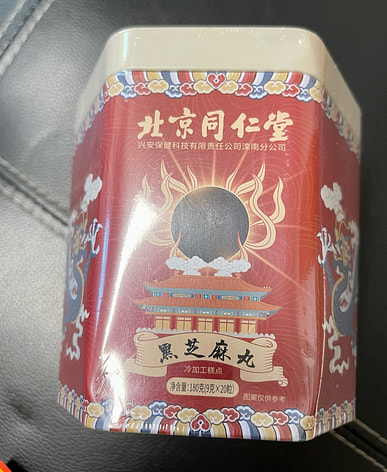 北京同仁堂
兴安保健科技有限责任公司滦南分公司
黑芝麻丸
冷加工糕点
净含量:180克(9克×20粒)
图案仅供参考